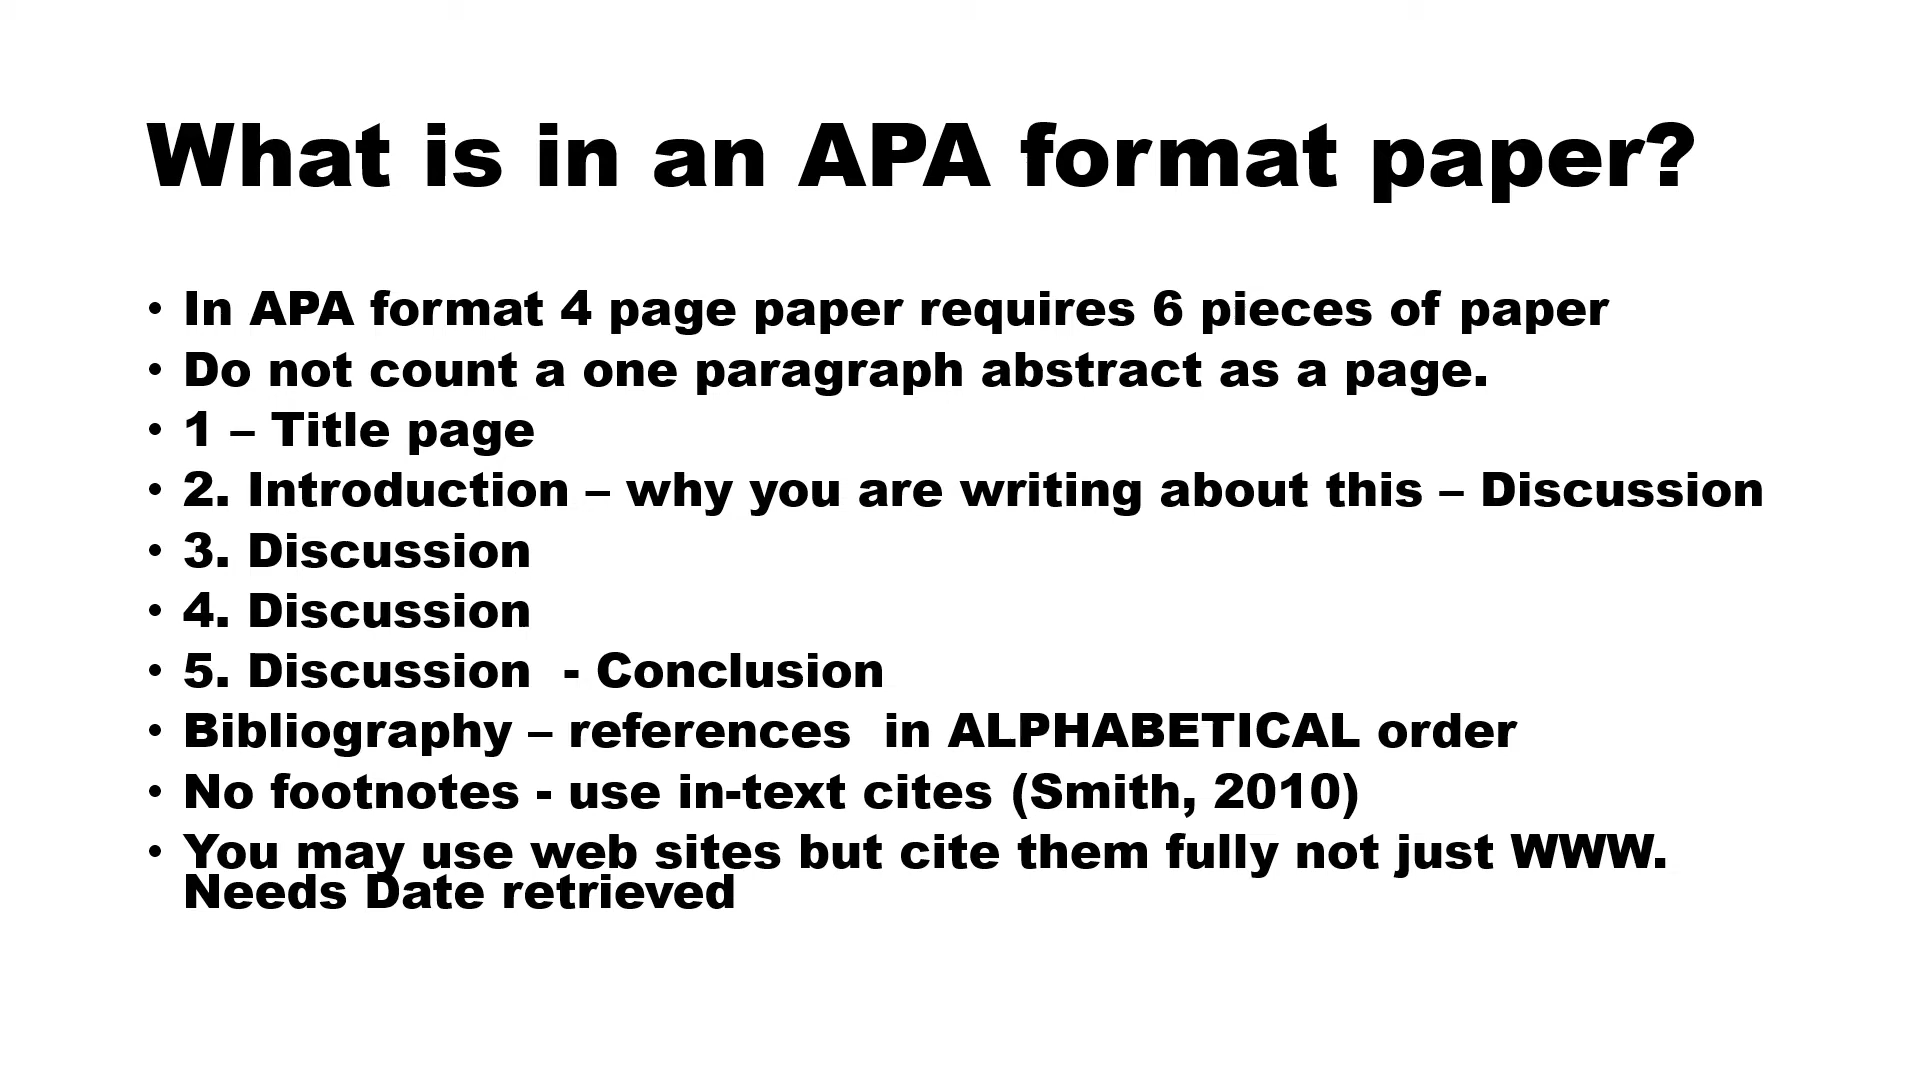 What is in an APA format paper?
• In APA format 4 page paper requires 6 pieces of paper
• Do not count a one paragraph abstract as a page.
• 1 – Title page
• 2. Introduction – why you are writing about this – Discussion
• 3. Discussion
• 4. Discussion
• 5. Discussion  - Conclusion
• Bibliography – references  in ALPHABETICAL order
• No footnotes - use in-text cites (Smith, 2010)
• You may use web sites but cite them fully not just WWW.
Needs Date retrieved